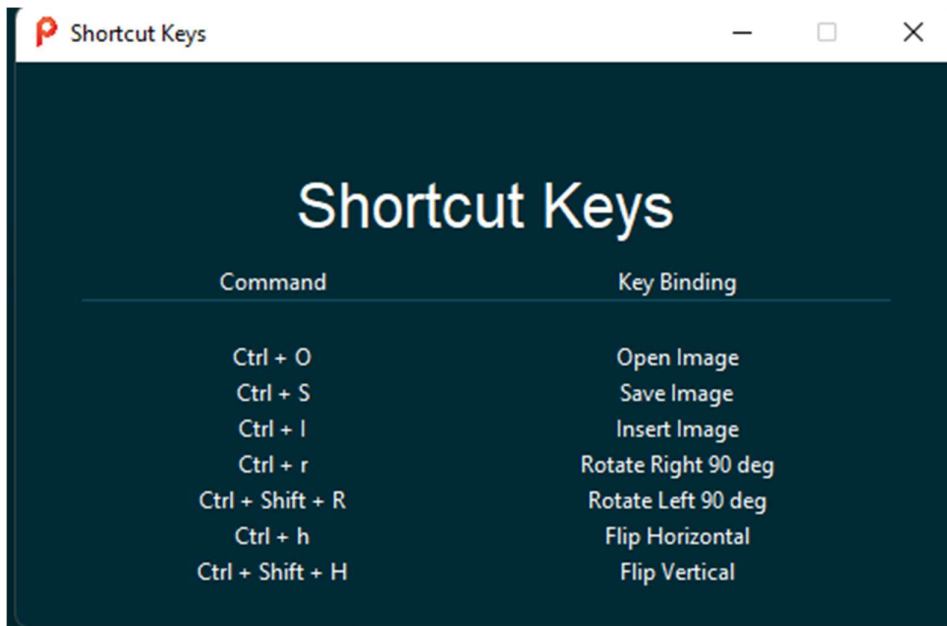 Shortcut Keys
Shortcut Keys
Command Key Binding
Ctrl + O Open Image
Ctrl + S Save Image
Ctrl + I Insert Image
Ctrl + r Rotate Right 90 deg
Ctrl + Shift + R Rotate Left 90 deg
Ctrl + h Flip Horizontal
Ctrl + Shift + H Flip Vertical